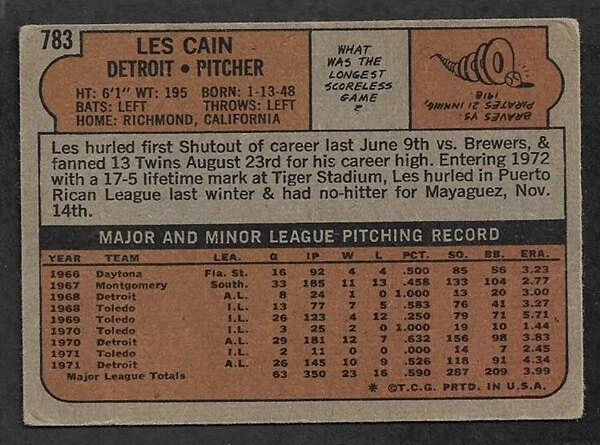 783
LES CAIN
DETROIT • PITCHER
HT: 6'1" WT: 195 BORN: 1-13-48
BATS: LEFT THROWS: LEFT
HOME: RICHMOND, CALIFORNIA
WHAT
WAS THE
LONGEST
SCORELESS
GAME
?
BRAVES VS.
PIRATES 21 INNING,
1918
Les hurled first Shutout of career last June 9th vs. Brewers, &
fanned 13 Twins August 23rd for his career high. Entering 1972
with a 17-5 lifetime mark at Tiger Stadium, Les hurled in Puerto
Rican League last winter & had no-hitter for Mayaguez, Nov.
14th.
MAJOR AND MINOR LEAGUE PITCHING RECORD
YEAR TEAM LEA. G IP W L PCT. SO. BB. ERA.
1966 Daytona Fla. St. 16 92 4 4 .500 85 56 3.23
1967 Montgomery South. 33 185 11 13 .458 133 104 2.77
1968 Detroit A.L. 8 24 1 0 1.000 13 20 3.00
1968 Toledo I.L. 13 77 7 5 .583 76 41 3.27
1969 Toledo I.L. 26 123 4 12 .250 79 71 5.71
1970 Toledo I.L. 3 25 2 0 1.000 19 10 1.44
1970 Detroit A.L. 29 181 12 7 .632 156 98 3.83
1971 Toledo I.L. 2 11 0 0 .000 14 7 2.45
1971 Detroit A.L. 26 145 10 9 .526 118 91 4.34
Major League Totals 63 350 23 16 .590 287 209 3.99
* © T.C.G. PRTD. IN U.S.A.